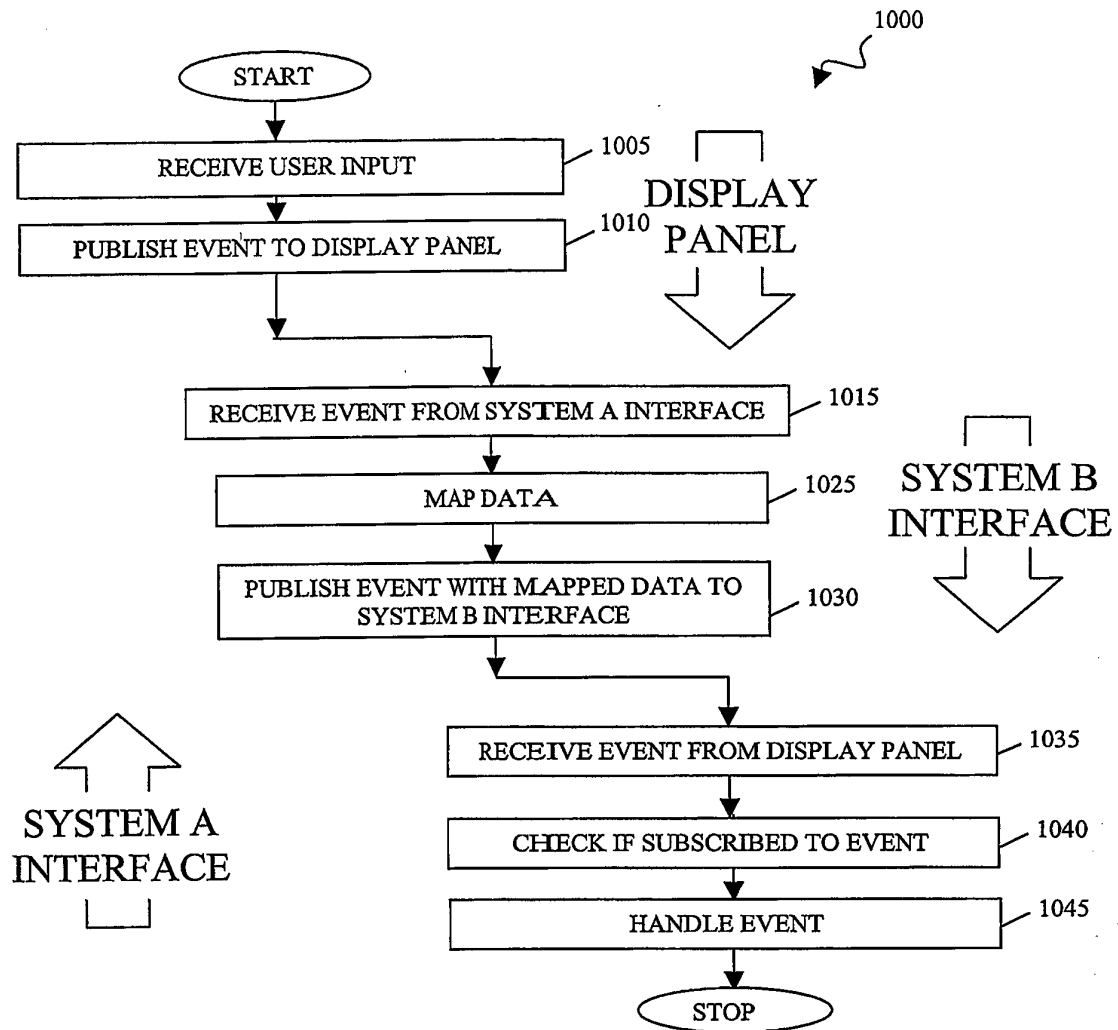 1000
START
RECEIVE USER INPUT
1005
DISPLAY
PANEL
PUBLISH EVENT TO DISPLAY PANEL
1010
RECEIVE EVENT FROM SYSTEM A INTERFACE
1015
MAP DATA
1025
SYSTEM B
INTERFACE
PUBLISH EVENT WITH MAPPED DATA TO
SYSTEM B INTERFACE
1030
RECEIVE EVENT FROM DISPLAY PANEL
1035
SYSTEM A
INTERFACE
CHECK IF SUBSCRIBED TO EVENT
1040
HANDLE EVENT
1045
STOP